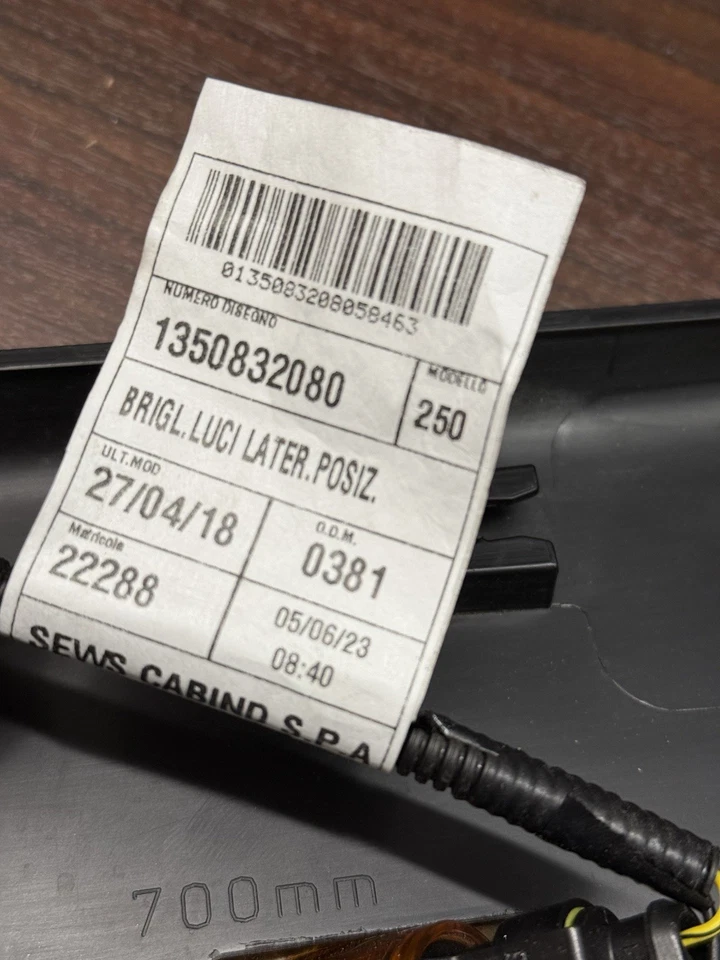 0135083208058463
NUMERO DISEGNO
1350832080
MODELLO
250
BRIGL.LUCI LATER.POSIZ.
ULT.MOD
27/04/18
O.D.M.
0381
Matricola
22288
05/06/23
08:40
SEWS CABIND S.P.A
700mm